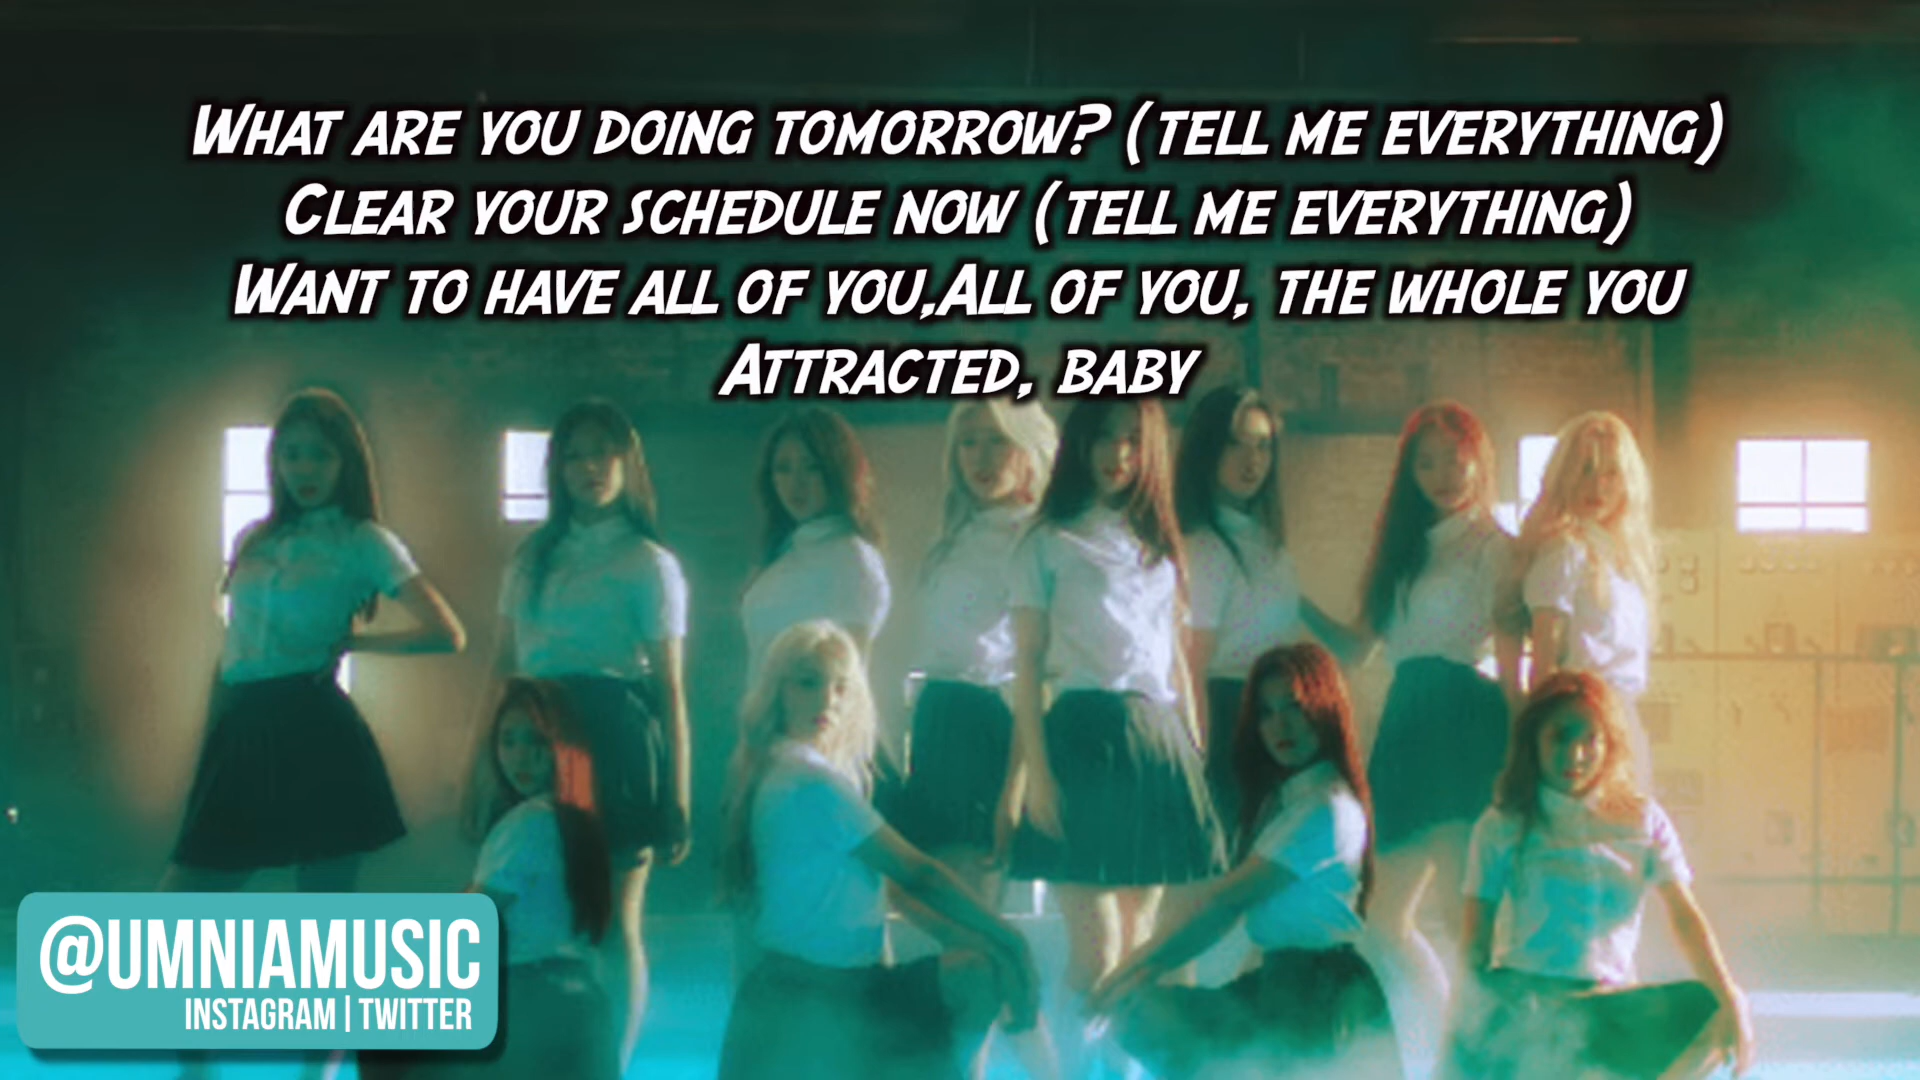 What are you doing tomorrow? (tell me everything)
Clear your schedule now (tell me everything)
Want to have all of you,All of you, the whole you
Attracted, baby
@UMNIAMUSIC
INSTAGRAM | TWITTER